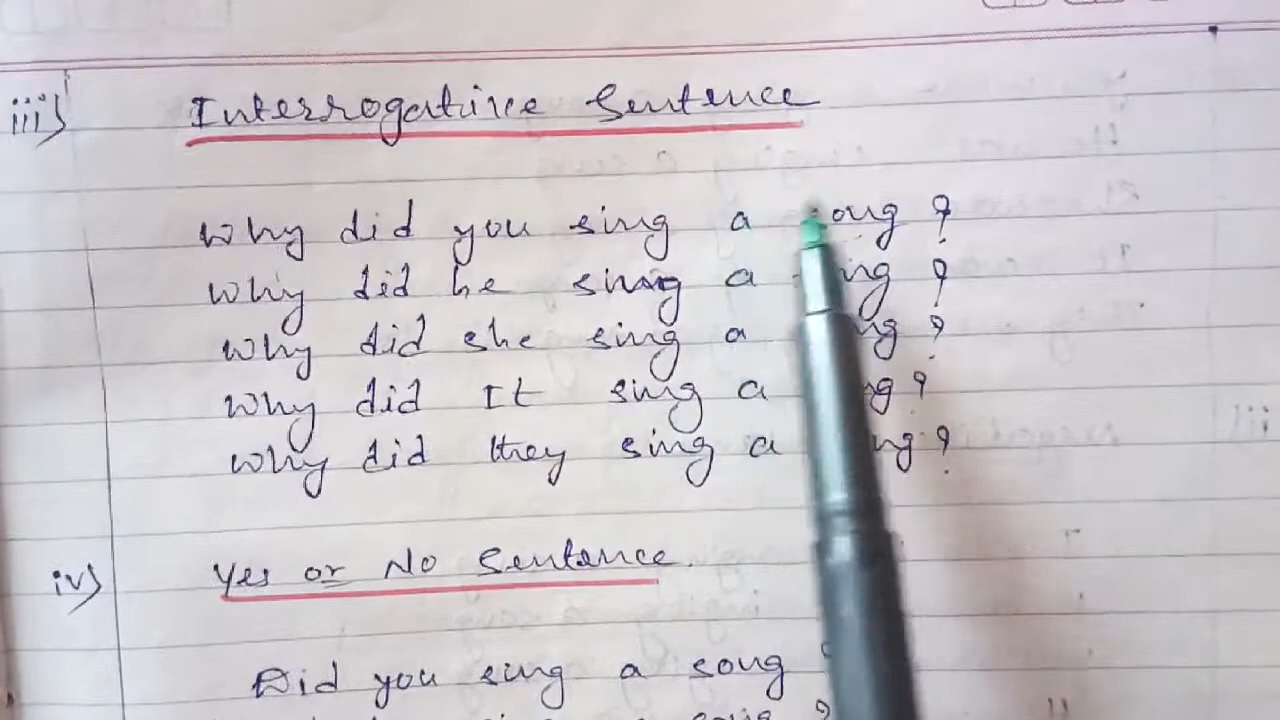 iii) Interrogative Sentence
Why did you sing a song ?
Why did he sing a
Why did she sing a
Why did It sing a
Why did they sing a
iv) Yes or No Sentence.
Did you sing a song